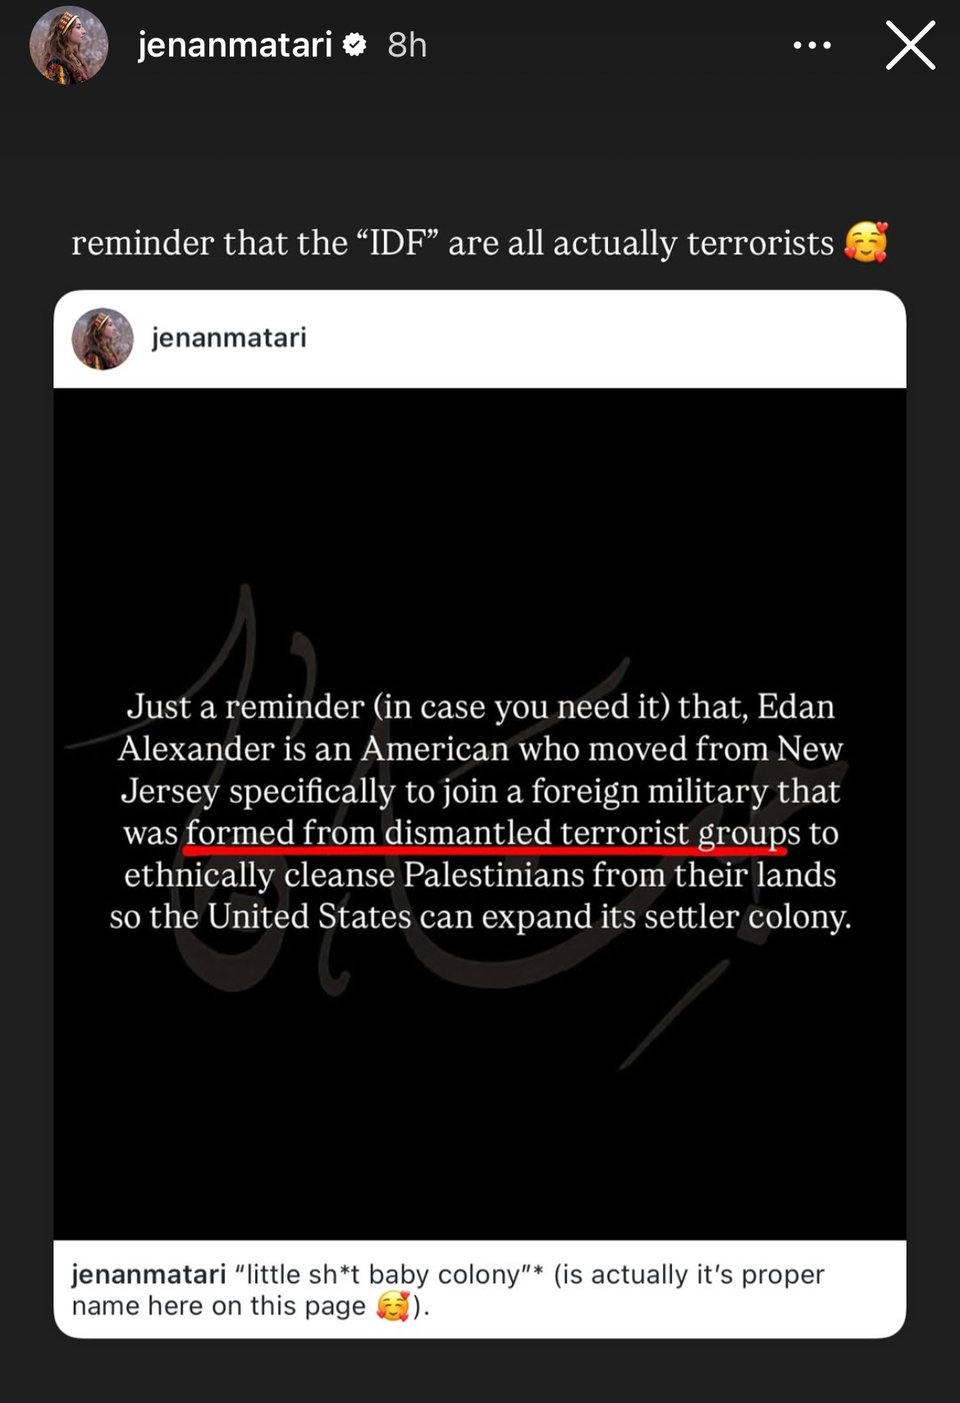 jenanmatari 8h
reminder that the “IDF” are all actually terrorists 🥰
jenanmatari
Just a reminder (in case you need it) that, Edan
Alexander is an American who moved from New
Jersey specifically to join a foreign military that
was formed from dismantled terrorist groups to
ethnically cleanse Palestinians from their lands
so the United States can expand its settler colony.
jenanmatari "little sh*t baby colony"* (is actually it's proper
name here on this page 🥰).